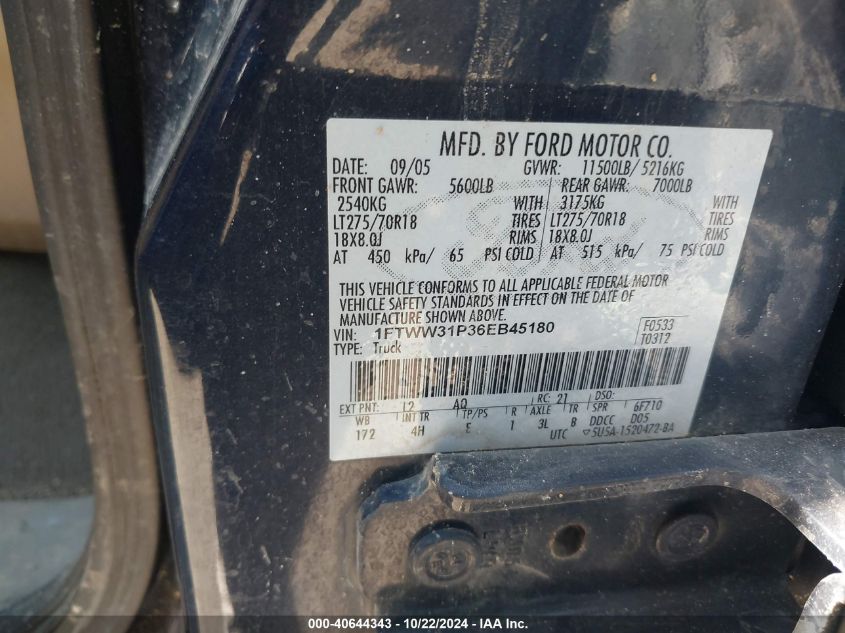 MFD. BY FORD MOTOR CO.
DATE: 09/05 GVWR: 11500LB/ 5216KG
FRONT GAWR: 5600LB REAR GAWR: 7000LB
2540KG WITH 3175KG WITH
LT275/70R18 TIRES LT275/70R18 TIRES
18X8.0J RIMS 18X8.0J RIMS
AT 450 kPa/ 65 PSI COLD AT 515 kPa/ 75 PSI COLD
THIS VEHICLE CONFORMS TO ALL APPLICABLE FEDERAL MOTOR
VEHICLE SAFETY STANDARDS IN EFFECT ON THE DATE OF
MANUFACTURE SHOWN ABOVE.
VIN: 1FTWW31P36EB45180 F0533
TYPE: Truck T0312
EXT PNT: L2 AQ RC: 21 DSO:
WB INT TR TP/PS R AXLE TR SPR 6F710
172 4H E 1 3L B DDCC D05
UTC ▽5U5A-1520472-BA
000-40644343 - 10/22/2024 - IAA Inc.